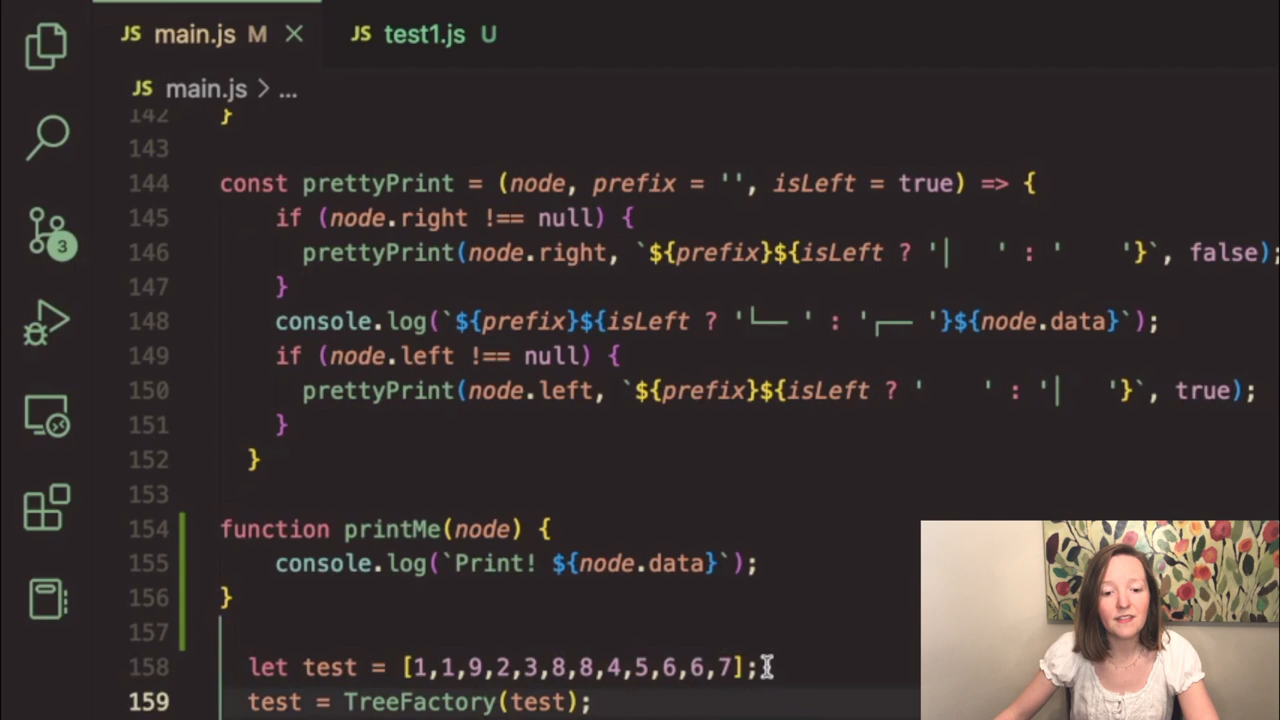 JS main.js M ×
JS test1.js U
JS main.js > ...
142 }
143
144 const prettyPrint = (node, prefix = '', isLeft = true) => {
145     if (node.right !== null) {
146       prettyPrint(node.right, `${prefix}${isLeft ? '│   ' : '    '}`, false);
147     }
148     console.log(`${prefix}${isLeft ? '└── ' : '┌── '}${node.data}`);
149     if (node.left !== null) {
150       prettyPrint(node.left, `${prefix}${isLeft ? '    ' : '│   '}`, true);
151     }
152   }
153
154 function printMe(node) {
155     console.log(`Print! ${node.data}`);
156 }
157
158   let test = [1,1,9,2,3,8,8,4,5,6,6,7];
159   test = TreeFactory(test);
3